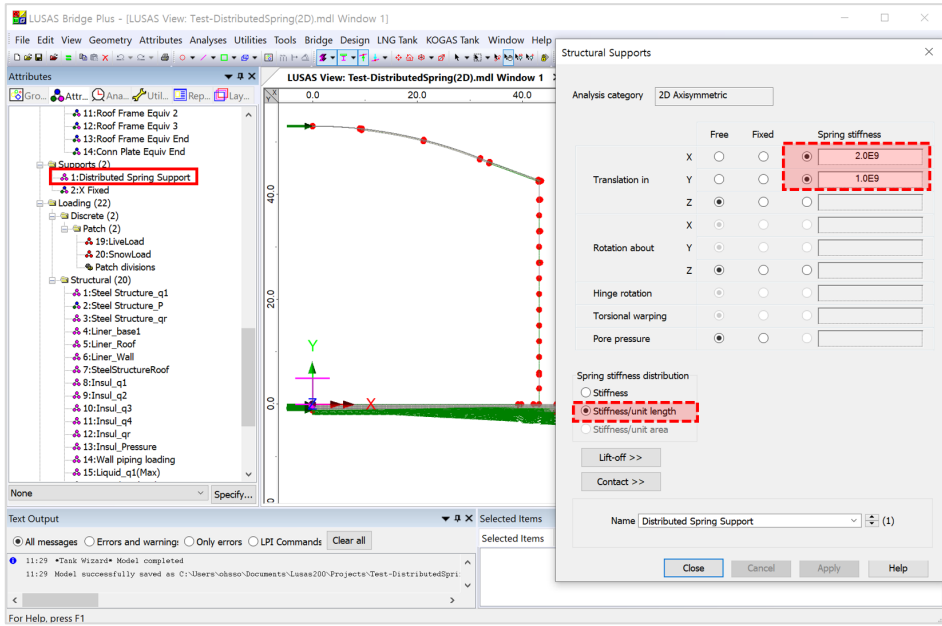 LUSAS Bridge Plus - [LUSAS View: Test-DistributedSpring(2D).mdl Window 1]
File Edit View Geometry Attributes Analyses Utilities Tools Bridge Design LNG Tank KOGAS Tank Window Help
Attributes
Gro... Attr... Ana... Util... Rep... Lay...
11:Roof Frame Equiv 2
12:Roof Frame Equiv 3
13:Roof Frame Equiv End
14:Conn Plate Equiv End
Supports (2)
1:Distributed Spring Support
2:X Fixed
Loading (22)
Discrete (2)
Patch (2)
19:LiveLoad
20:SnowLoad
Patch divisions
Structural (20)
1:Steel Structure_q1
2:Steel Structure_P
3:Steel Structure_qr
4:Liner_base1
5:Liner_Roof
6:Liner_Wall
7:SteelStructureRoof
8:Insul_q1
9:Insul_q2
10:Insul_q3
11:Insul_q4
12:Insul_qr
13:Insul_Pressure
14:Wall piping loading
15:Liquid_q1(Max)
None Specify...
LUSAS View: Test-DistributedSpring(2D).mdl Window 1
X
Y
0.0 20.0 40.0
40.0
20.0
0.0
Y
Z X
Structural Supports
Analysis category 2D Axisymmetric
Free Fixed Spring stiffness
X 2.0E9
Translation in Y 1.0E9
Z
X
Rotation about Y
Z
Hinge rotation
Torsional warping
Pore pressure
Spring stiffness distribution
Stiffness
Stiffness/unit length
Stiffness/unit area
Lift-off >>
Contact >>
Name Distributed Spring Support (1)
Close Cancel Apply Help
Text Output
All messages Errors and warnings Only errors LPI Commands Clear all
11:29 *Tank Wizard* Model completed
11:29 Model successfully saved as C:\Users\ohsso\Documents\Lusas200\Projects\Test-DistributedSpri
Selected Items
Selected Items
For Help, press F1